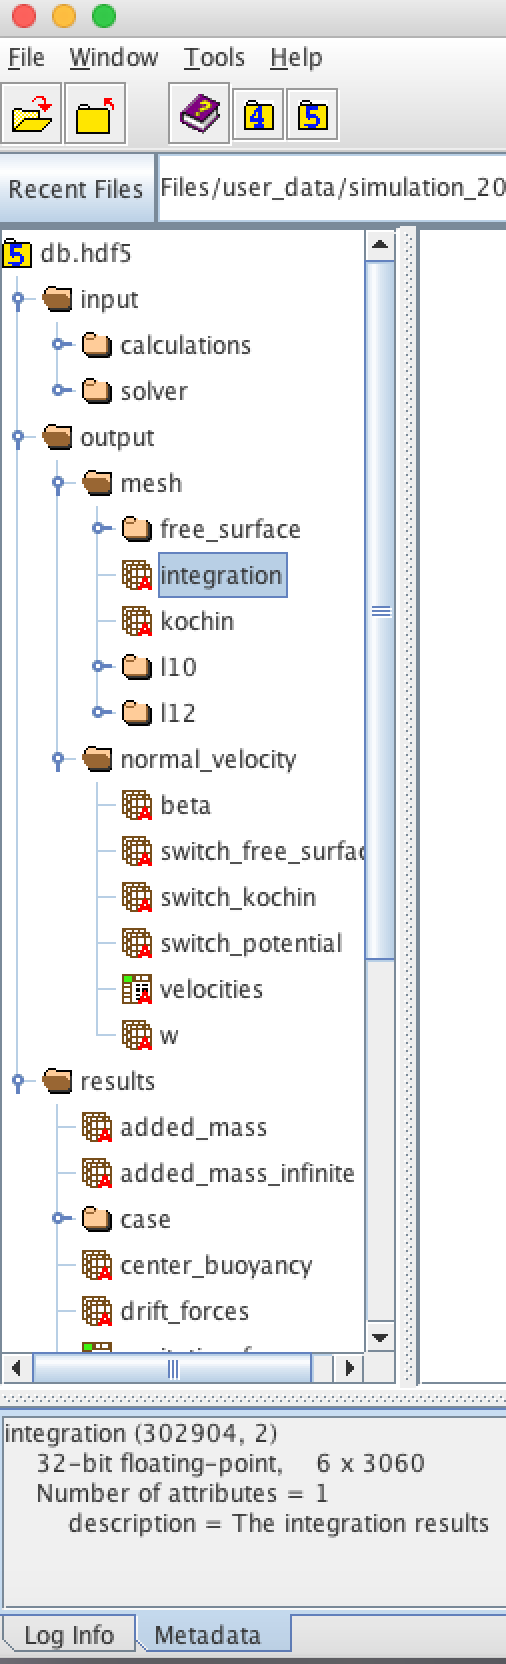 File Window Tools Help
? 4 5
Recent Files Files/user_data/simulation_20
5 db.hdf5
input
calculations
solver
output
mesh
free_surface
integration
kochin
l10
l12
normal_velocity
beta
switch_free_surfac
switch_kochin
switch_potential
velocities
w
results
added_mass
added_mass_infinite
case
center_buoyancy
drift_forces
integration (302904, 2)
32-bit floating-point, 6 x 3060
Number of attributes = 1
description = The integration results
Log Info Metadata